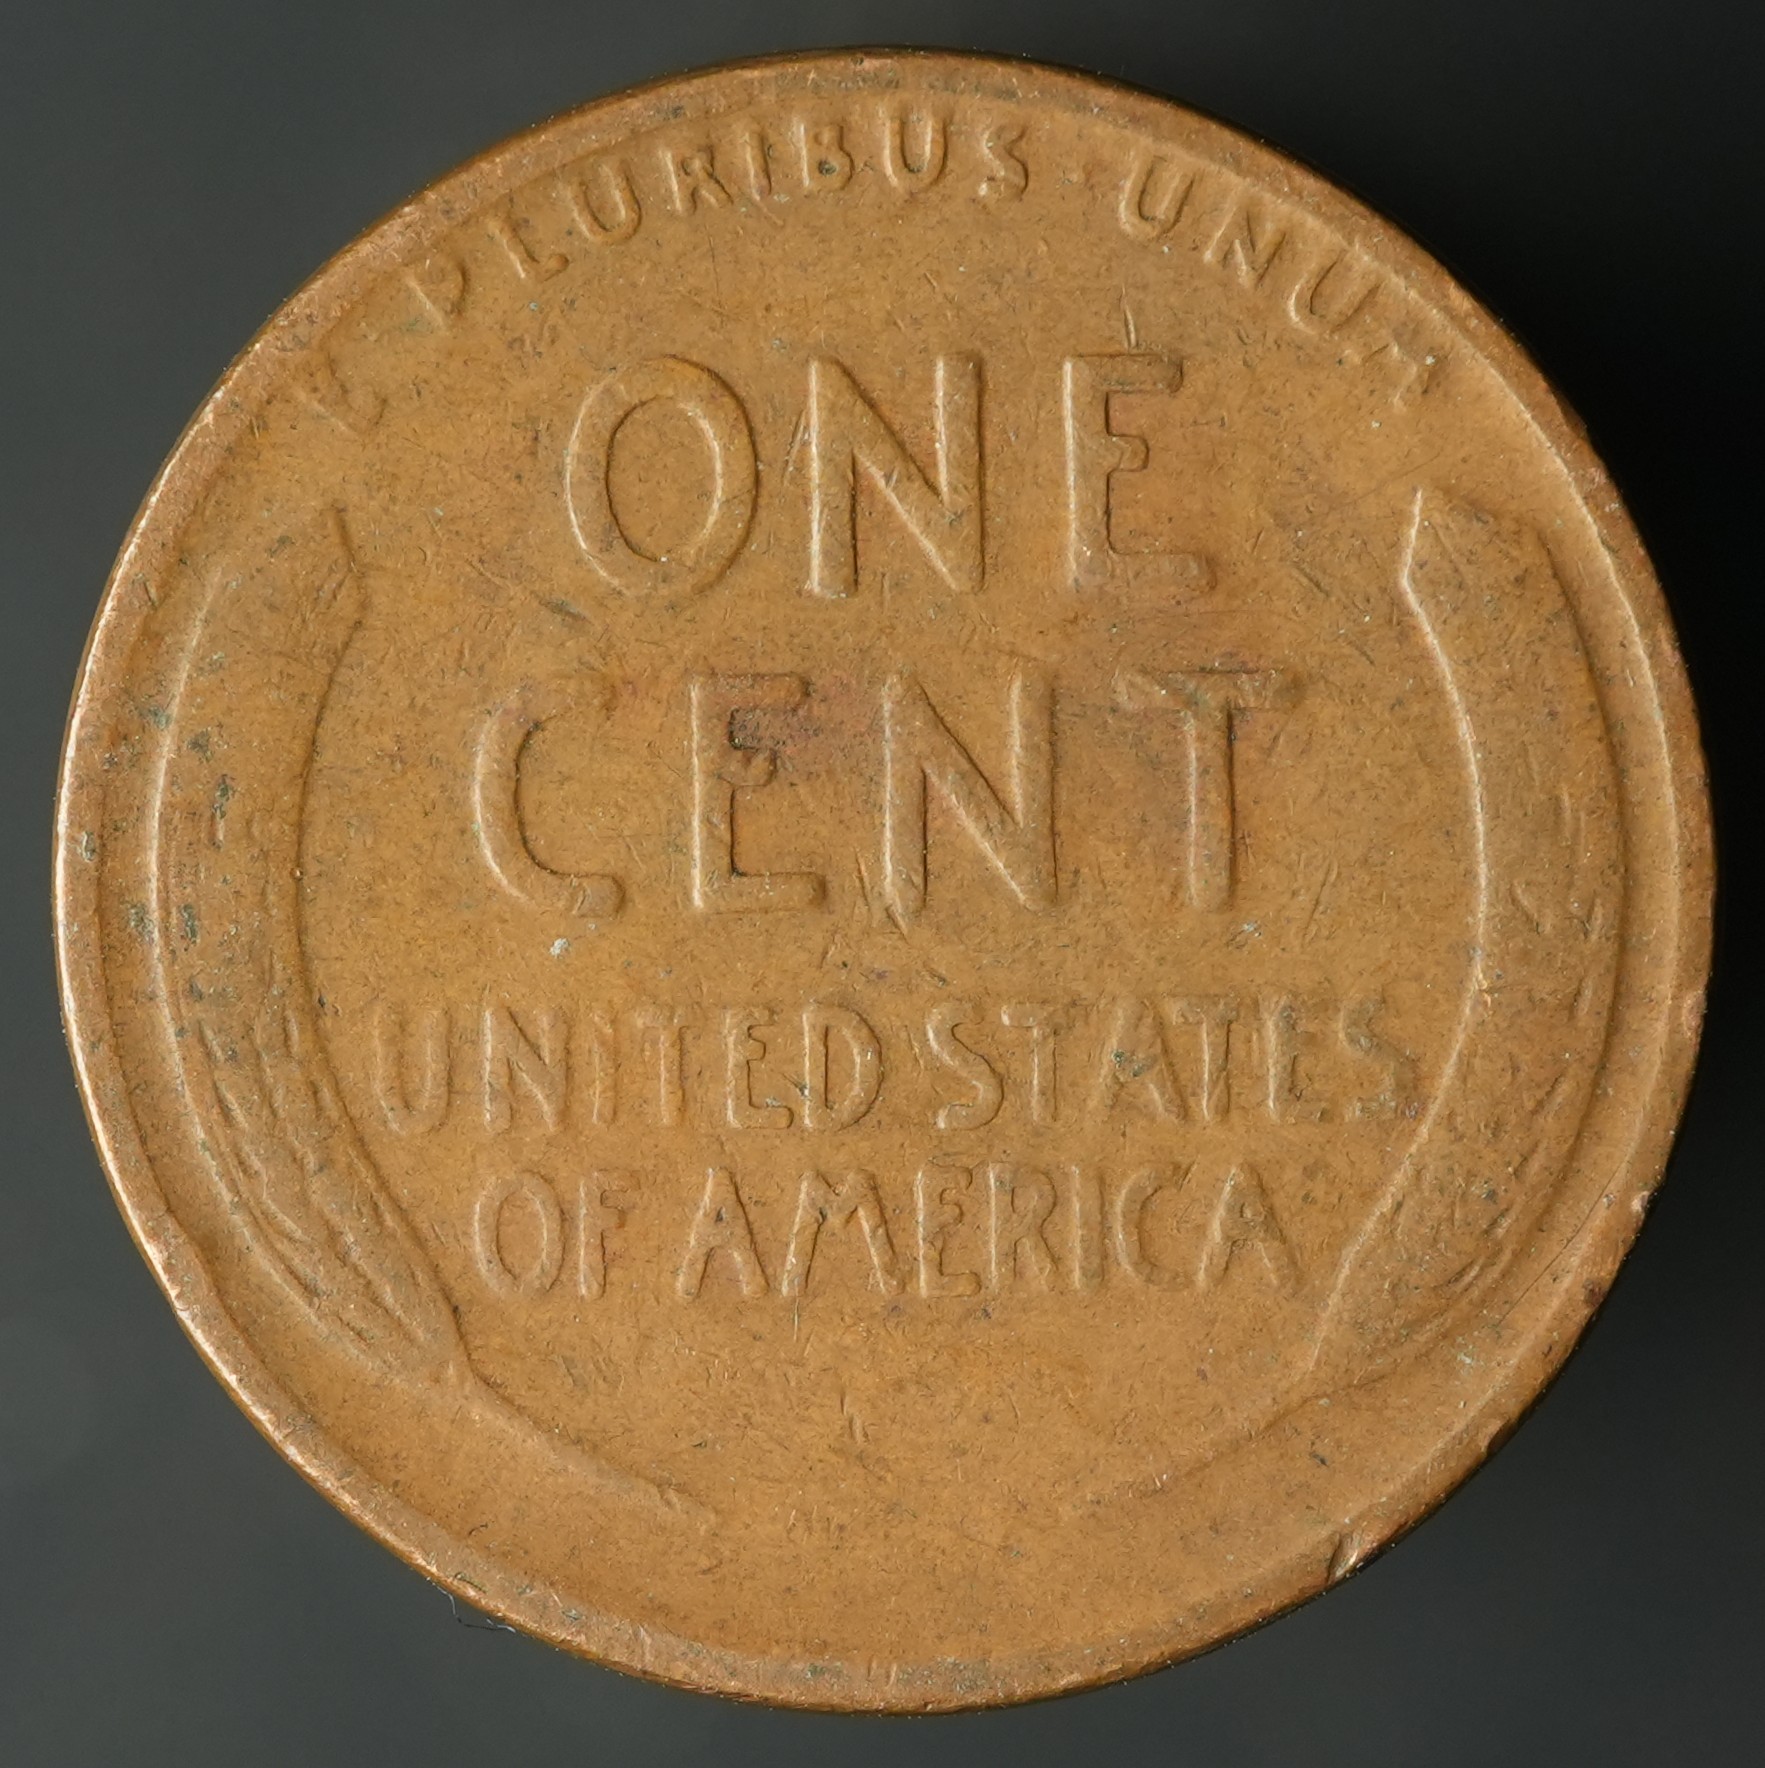 E PLURIBUS · UNUM
ONE
CENT
UNITED STATES
OF AMERICA